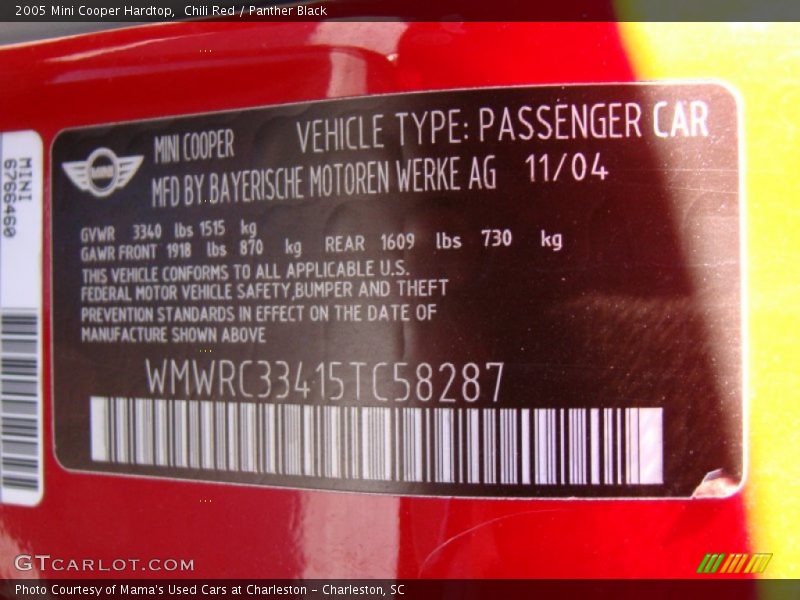 2005 Mini Cooper Hardtop,  Chili Red / Panther Black
MINI COOPER VEHICLE TYPE: PASSENGER CAR
MINI
MFD BY BAYERISCHE MOTOREN WERKE AG 11/04
GVWR 3340 lbs 1515 kg
GAWR FRONT 1918 lbs 870 kg REAR 1609 lbs 730 kg
THIS VEHICLE CONFORMS TO ALL APPLICABLE U.S.
FEDERAL MOTOR VEHICLE SAFETY,BUMPER AND THEFT
PREVENTION STANDARDS IN EFFECT ON THE DATE OF
MANUFACTURE SHOWN ABOVE
WMWRC33415TC58287
MINI
6766460
GTCARLOT.COM
Photo Courtesy of Mama's Used Cars at Charleston - Charleston, SC